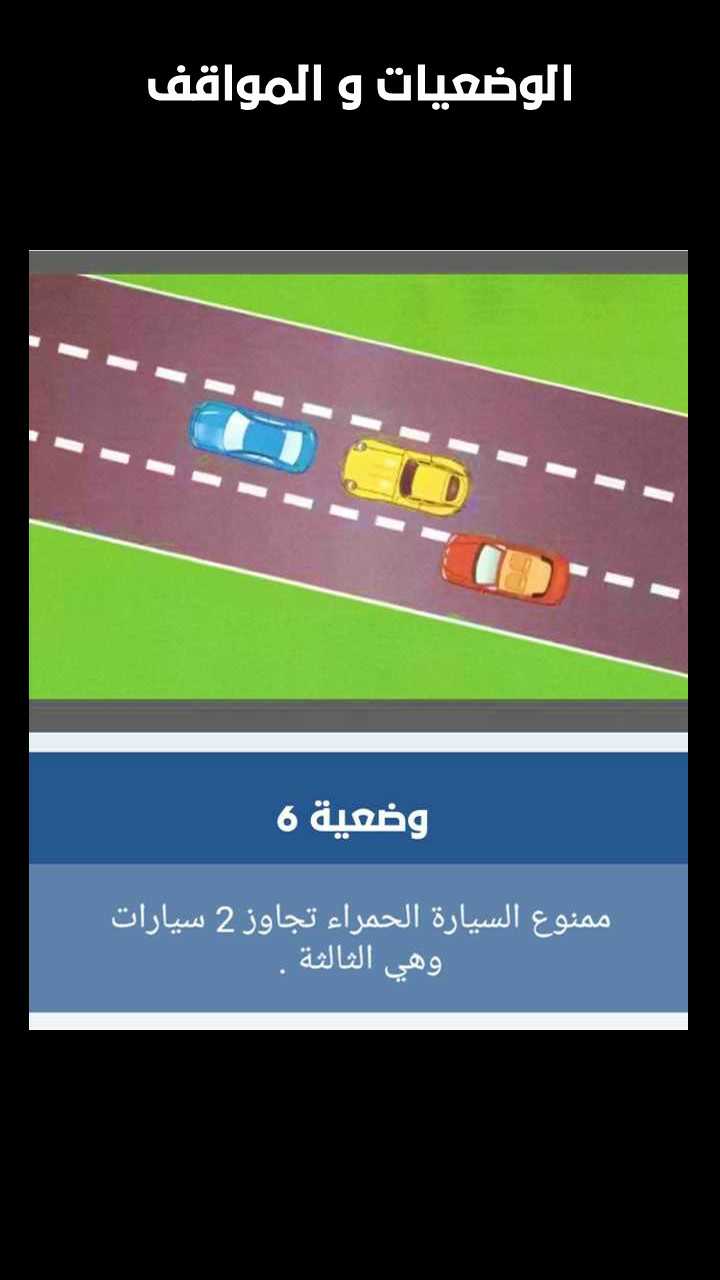 الوضعيات و المواقف
وضعية 6
ممنوع السيارة الحمراء تجاوز 2 سيارات
وهي الثالثة .